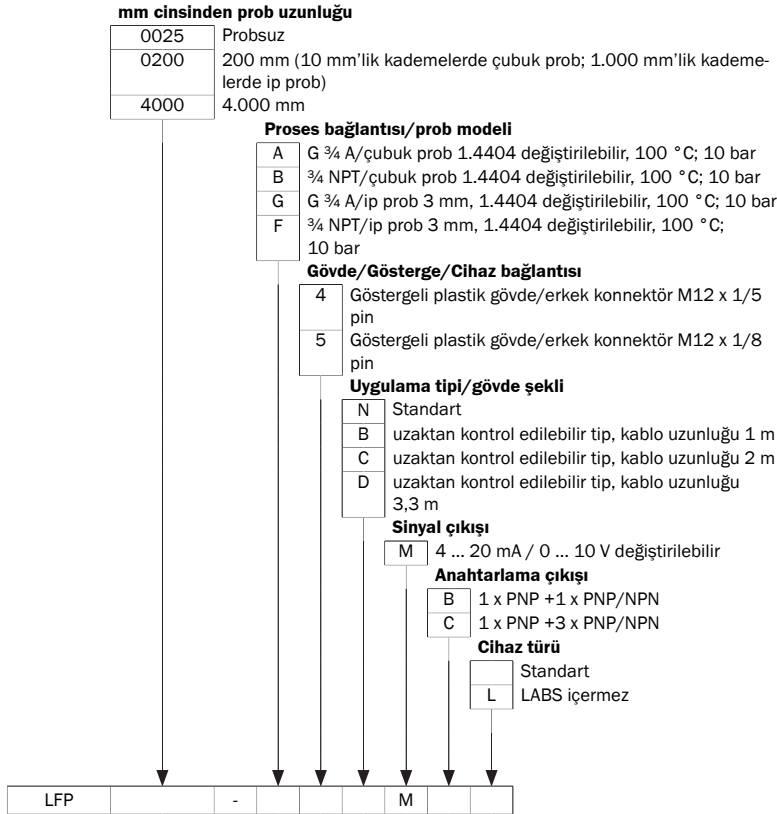 mm cinsinden prob uzunluğu
0025 Probsuz
0200 200 mm (10 mm’lik kademelerde çubuk prob; 1.000 mm’lik kademe-
lerde ip prob)
4000 4.000 mm
Proses bağlantısı/prob modeli
A G ¾ A/çubuk prob 1.4404 değiştirilebilir, 100 °C; 10 bar
B ¾ NPT/çubuk prob 1.4404 değiştirilebilir, 100 °C; 10 bar
G G ¾ A/ip prob 3 mm, 1.4404 değiştirilebilir, 100 °C; 10 bar
F ¾ NPT/ip prob 3 mm, 1.4404 değiştirilebilir, 100 °C;
10 bar
Gövde/Gösterge/Cihaz bağlantısı
4 Göstergeli plastik gövde/erkek konnektör M12 x 1/5
pin
5 Göstergeli plastik gövde/erkek konnektör M12 x 1/8
pin
Uygulama tipi/gövde şekli
N Standart
B uzaktan kontrol edilebilir tip, kablo uzunluğu 1 m
C uzaktan kontrol edilebilir tip, kablo uzunluğu 2 m
D uzaktan kontrol edilebilir tip, kablo uzunluğu
3,3 m
Sinyal çıkışı
M 4 ... 20 mA / 0 ... 10 V değiştirilebilir
Anahtarlama çıkışı
B 1 x PNP +1 x PNP/NPN
C 1 x PNP +3 x PNP/NPN
Cihaz türü
Standart
L LABS içermez
LFP - M